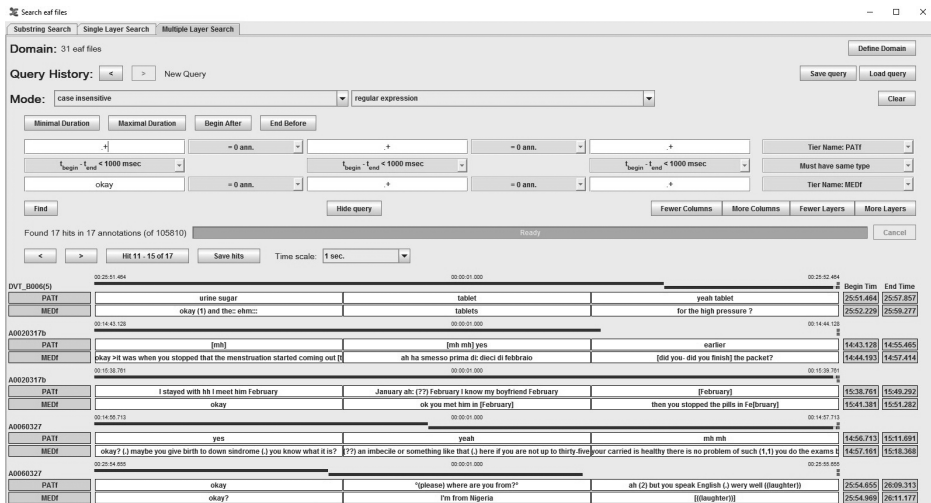 Search eaf files
Substring Search Single Layer Search Multiple Layer Search
Domain: 31 eaf files Define Domain
Query History: < > New Query Save query Load query
Mode: case insensitive regular expression Clear
Minimal Duration Maximal Duration Begin After End Before
.+ = 0 ann. .+ = 0 ann. .+ Tier Name: PATf
t begin - t end < 1000 msec t begin - t end < 1000 msec t begin - t end < 1000 msec Must have same type
okay = 0 ann. .+ = 0 ann. .+ Tier Name: MEDf
Find Hide query Fewer Columns More Columns Fewer Layers More Layers
Found 17 hits in 17 annotations (of 105810) Ready Cancel
< > Hit 11 - 15 of 17 Save hits Time scale: 1 sec.
00:25:51.464 00:00:01.000 00:25:52.464
DVT_B006(5) Begin Tim End Time
PATf urine sugar tablet yeah tablet 25:51.464 25:57.857
MEDf okay (1) and the:: ehm::: tablets for the high pressure ? 25:52.229 25:59.277
00:14:43.128 00:00:01.000 00:14:44.128
A0020317b
PATf [mh] [mh mh] yes earlier 14:43.128 14:55.465
MEDf okay >it was when you stopped that the menstruation started coming out [t ah ha smesso prima di: dieci di febbraio [did you- did you finish] the packet? 14:44.193 14:57.414
00:15:38.761 00:00:01.000 00:15:39.761
A0020317b
PATf I stayed with hh I meet him February January ah: (??) February I know my boyfriend February [February] 15:38.761 15:49.292
MEDf okay ok you met him in [February] then you stopped the pills in Fe[bruary] 15:41.381 15:51.282
00:14:56.713 00:00:01.000 00:14:57.713
A0060327
PATf yes yeah mh mh 14:56.713 15:11.691
MEDf okay? (.) maybe you give birth to down sindrome (.) you know what it is? [(??) an imbecile or something like that (.) here if you are not up to thirty-five your carried is healthy there is no problem of such (1,1) you do the exams b 14:57.161 15:18.368
00:25:54.655 00:00:01.000 00:25:55.655
A0060327
PATf okay °(please) where are you from?° ah (2) but you speak English (.) wery well ((laughter)) 25:54.655 26:09.313
MEDf okay? I'm from Nigeria [((laughter))] 25:54.969 26:11.177